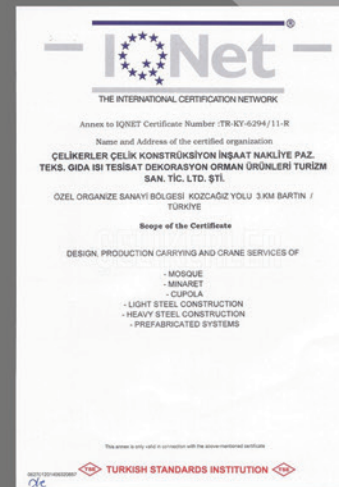 IQNet
®
THE INTERNATIONAL CERTIFICATION NETWORK
Annex to IQNET Certificate Number :TR-KY-6294/11-R
Name and Address of the certified organization
ÇELİKERLER ÇELİK KONSTRÜKSİYON İNŞAAT NAKLİYE PAZ.
TEKS. GIDA ISI TESİSAT DEKORASYON ORMAN ÜRÜNLERİ TURİZM
SAN. TİC. LTD. ŞTİ.
ÖZEL ORGANİZE SANAYİ BÖLGESİ KOZCAĞIZ YOLU 3.KM BARTIN /
TÜRKİYE
Scope of the Certificate
DESIGN, PRODUCTION CARRYING AND CRANE SERVICES OF
- MOSQUE
- MINARET
- CUPOLA
- LIGHT STEEL CONSTRUCTION
- HEAVY STEEL CONSTRUCTION
- PREFABRICATED SYSTEMS
This annex is only valid in connection with the above-mentioned certificate
TSE TURKISH STANDARDS INSTITUTION TSE